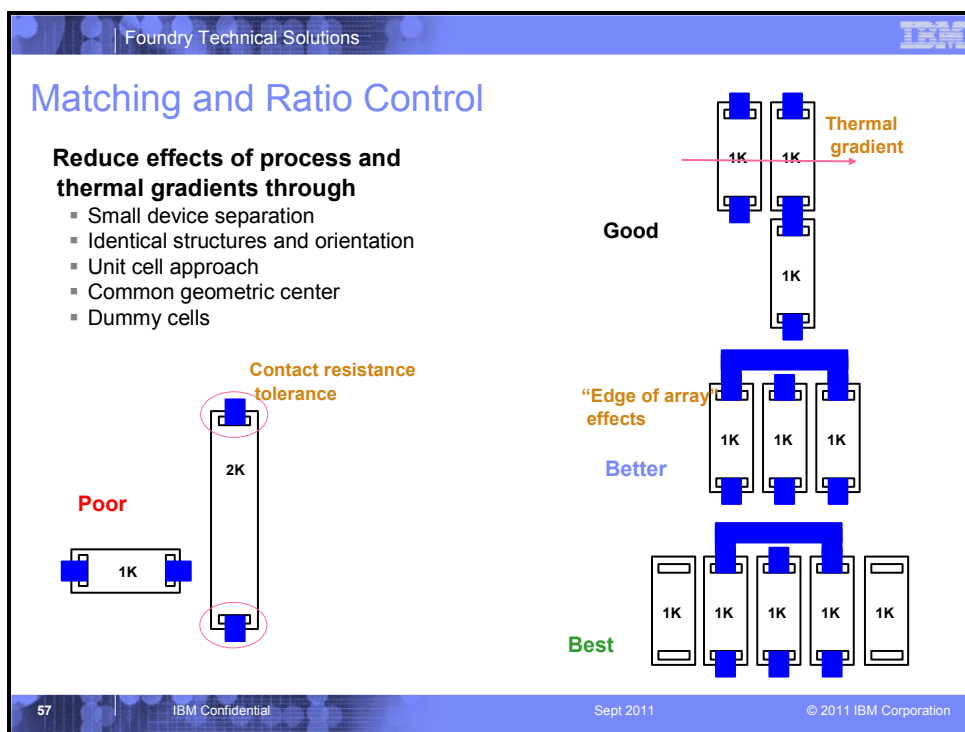 Foundry Technical Solutions
IBM
Matching and Ratio Control
Reduce effects of process and
thermal gradients through
Small device separation
Identical structures and orientation
Unit cell approach
Common geometric center
Dummy cells
Contact resistance
tolerance
2K
Poor
1K
Thermal
gradient
1K 1K
Good
1K
"Edge of array"
effects
1K 1K 1K
Better
1K 1K 1K 1K 1K
Best
57 IBM Confidential Sept 2011 © 2011 IBM Corporation